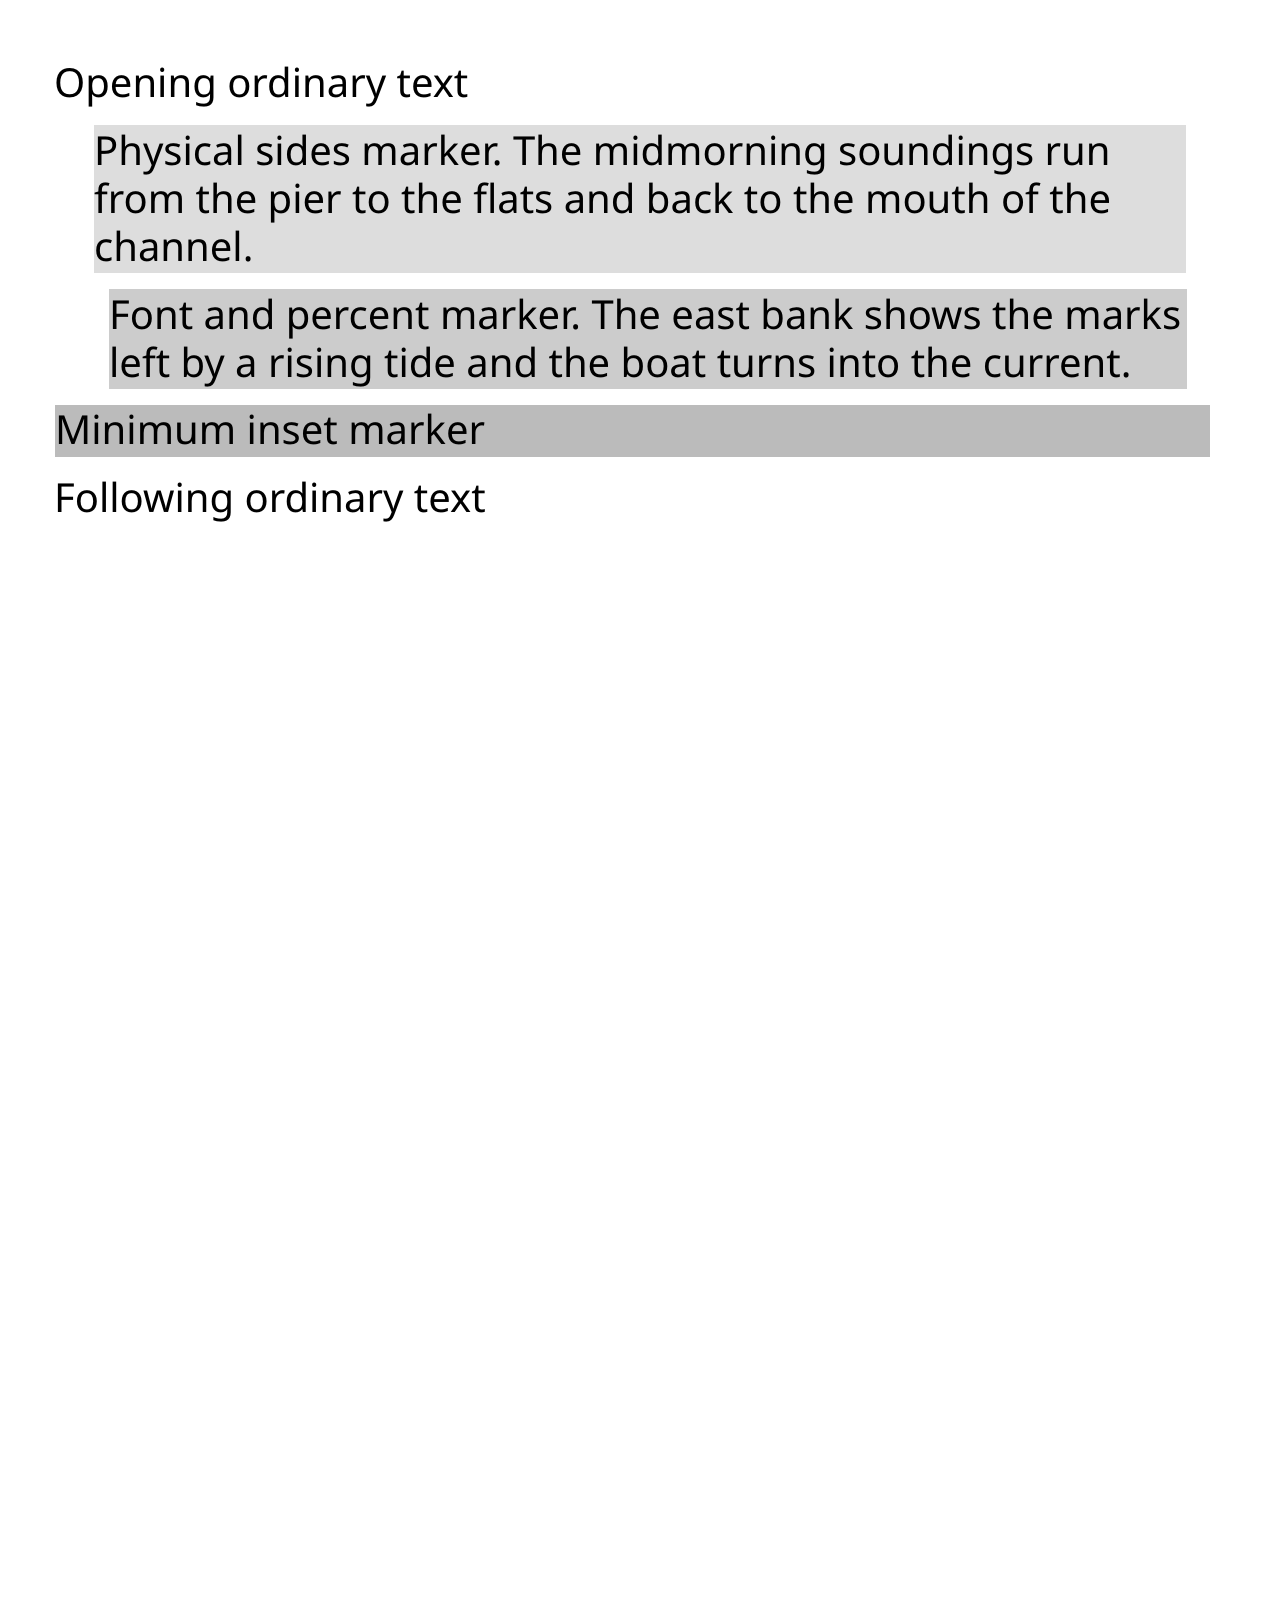 Opening ordinary text
Physical sides marker. The midmorning soundings run
from the pier to the flats and back to the mouth of the
channel.
Font and percent marker. The east bank shows the marks
left by a rising tide and the boat turns into the current.
Minimum inset marker
Following ordinary text